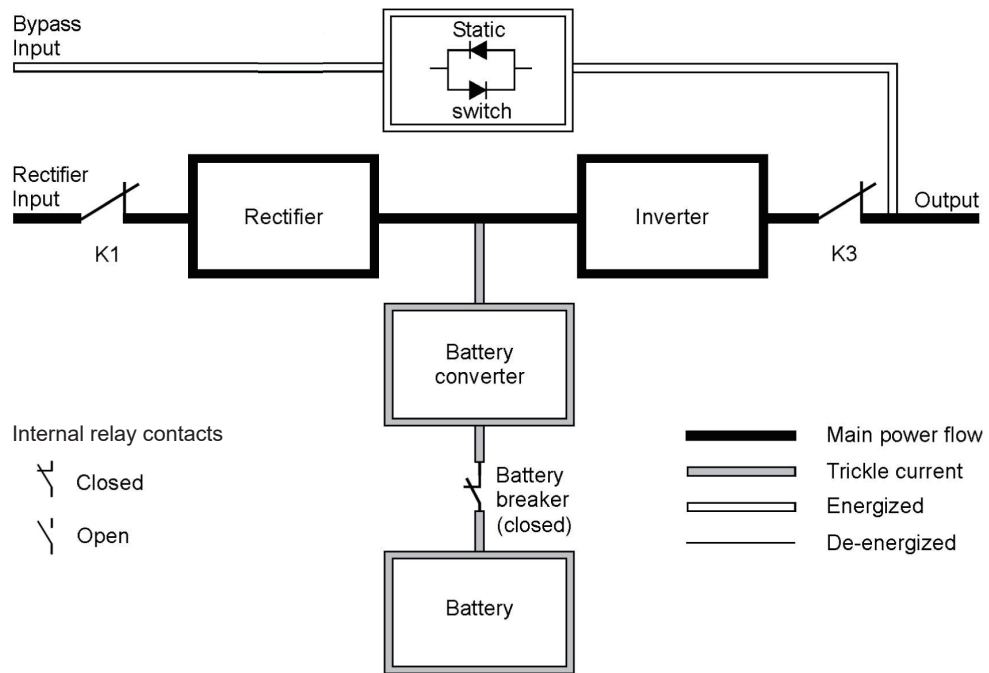 Bypass
Input
Static
switch
Rectifier
Input
K1
Rectifier
Inverter
K3
Output
Battery
converter
Internal relay contacts
Closed
Open
Battery
breaker
(closed)
Battery
Main power flow
Trickle current
Energized
De-energized